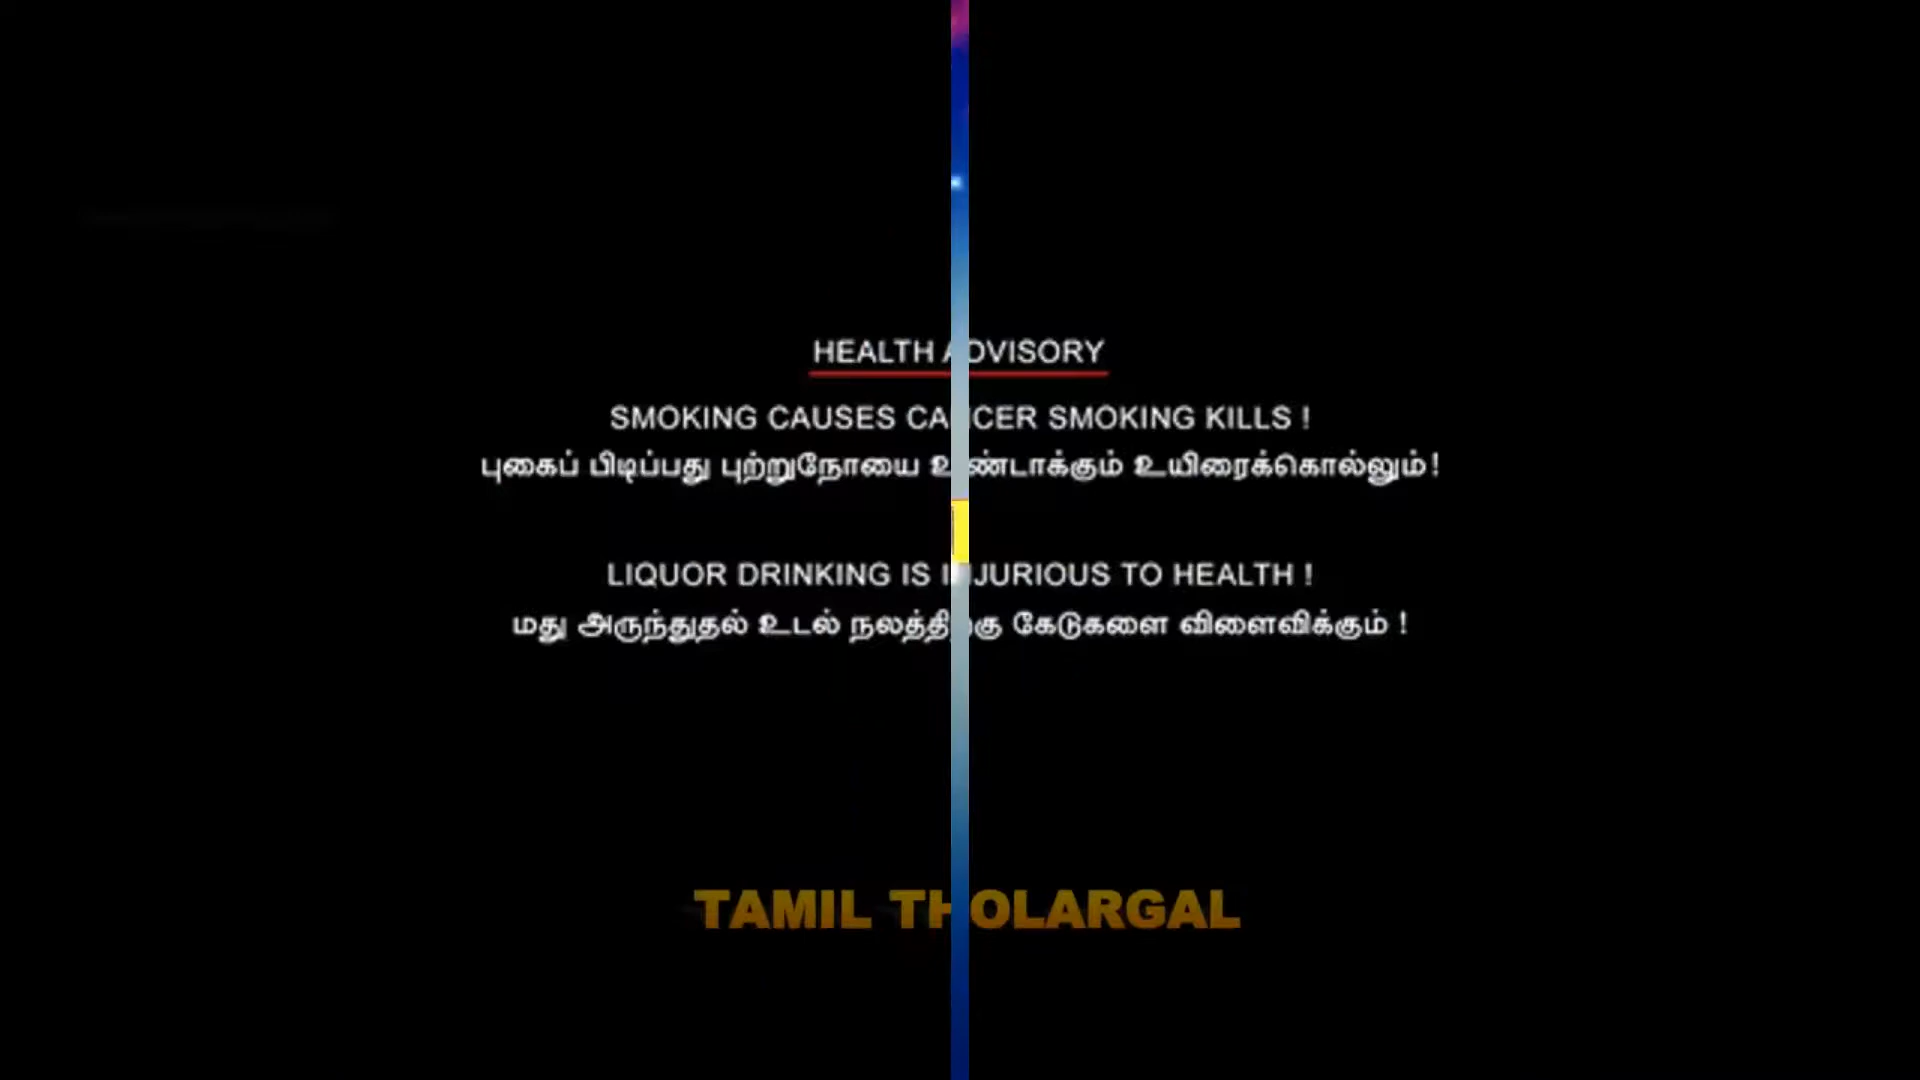 HEALTH ADVISORY
SMOKING CAUSES CANCER SMOKING KILLS !
புகைப் பிடிப்பது புற்றுநோயை உண்டாக்கும் உயிரைக்கொல்லும் !
LIQUOR DRINKING IS INJURIOUS TO HEALTH !
மது அருந்துதல் உடல் நலத்திற்கு கேடுகளை விளைவிக்கும் !
TAMIL THOLARGAL